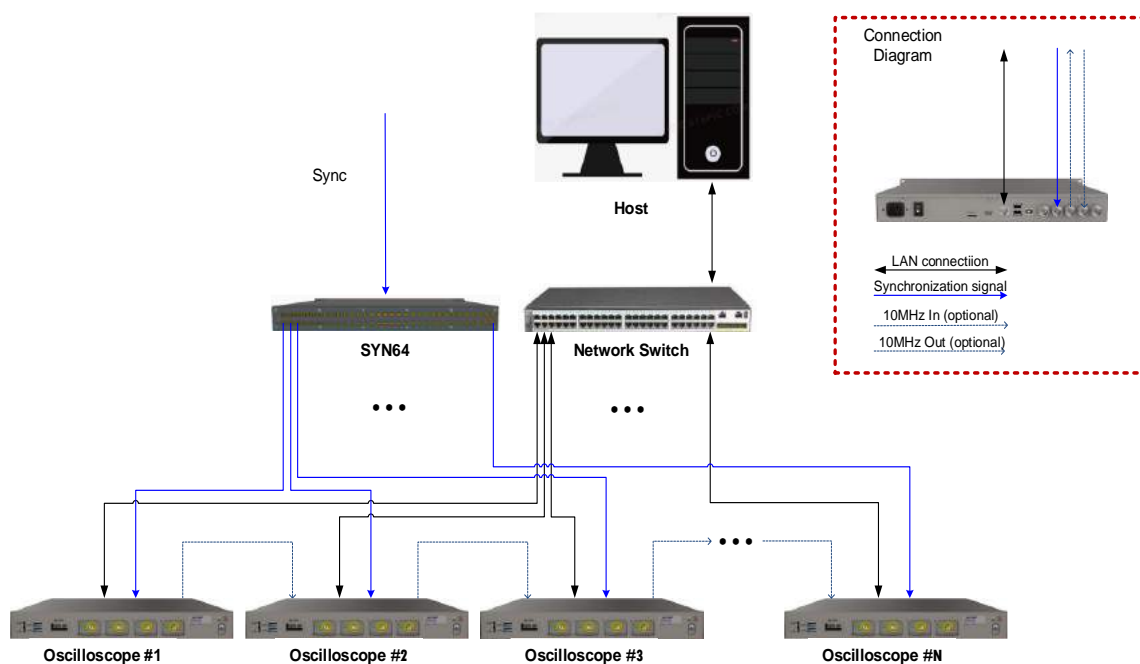 Connection
Diagram
Sync
Host
LAN connectiion
Synchronization signal
10MHz In (optional)
10MHz Out (optional)
SYN64
Network Switch
Oscilloscope #1
Oscilloscope #2
Oscilloscope #3
Oscilloscope #N